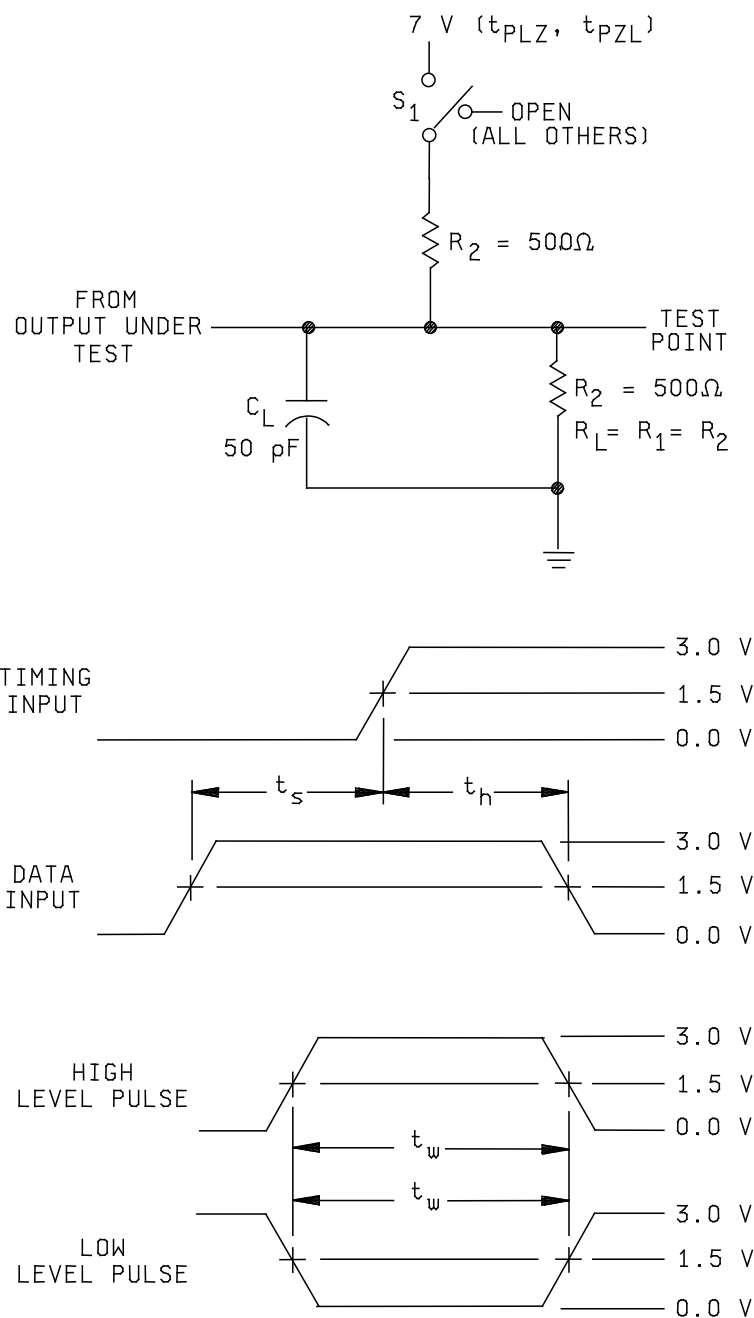 7 V (tPLZ, tPZL)
S1
OPEN
(ALL OTHERS)
R2 = 500Ω
FROM
OUTPUT UNDER
TEST
TEST
POINT
CL
50 pF
R2 = 500Ω
RL= R1= R2
TIMING
INPUT
3.0 V
1.5 V
0.0 V
ts
th
DATA
INPUT
3.0 V
1.5 V
0.0 V
HIGH
LEVEL PULSE
3.0 V
1.5 V
0.0 V
tw
tw
LOW
LEVEL PULSE
3.0 V
1.5 V
0.0 V